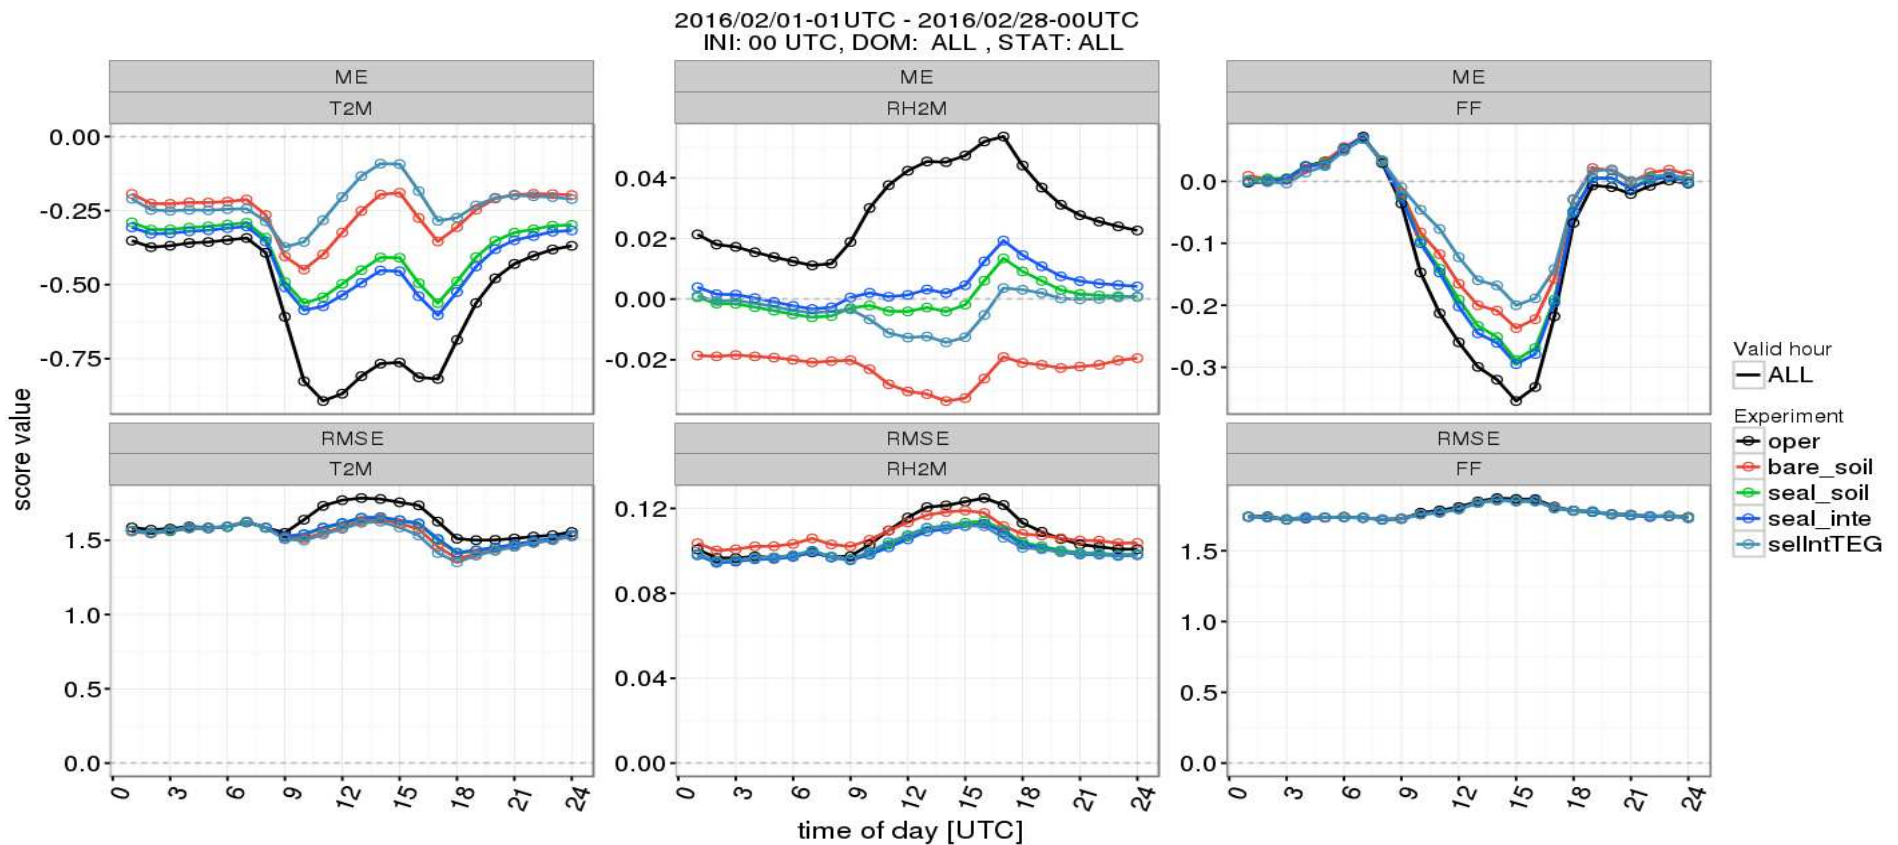 2016/02/01-01UTC - 2016/02/28-00UTC
INI: 00 UTC, DOM:  ALL , STAT: ALL
ME
T2M
0.00
-0.25
-0.50
-0.75
ME
RH2M
0.04
0.02
0.00
-0.02
ME
FF
0.0
-0.1
-0.2
-0.3
score value
RMSE
T2M
1.5
1.0
0.5
0.0
0 3 6 9 12 15 18 21 24
RMSE
RH2M
0.12
0.08
0.04
0.00
0 3 6 9 12 15 18 21 24
RMSE
FF
1.5
1.0
0.5
0.0
0 3 6 9 12 15 18 21 24
time of day [UTC]
Valid hour
ALL
Experiment
oper
bare_soil
seal_soil
seal_inte
sellntTEG